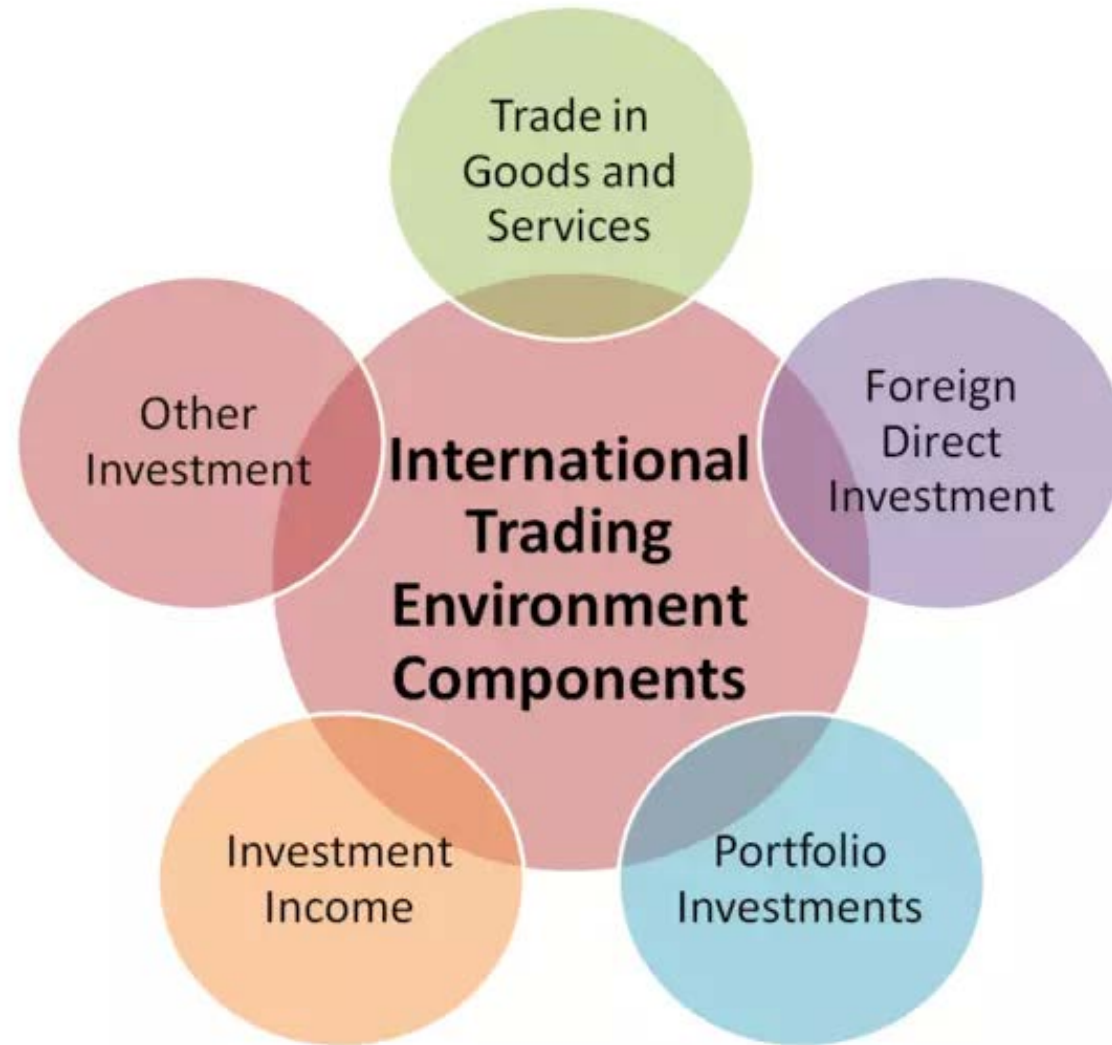 Trade in
Goods and
Services
Foreign
Direct
Investment
Portfolio
Investments
Investment
Income
Other
Investment
International
Trading
Environment
Components